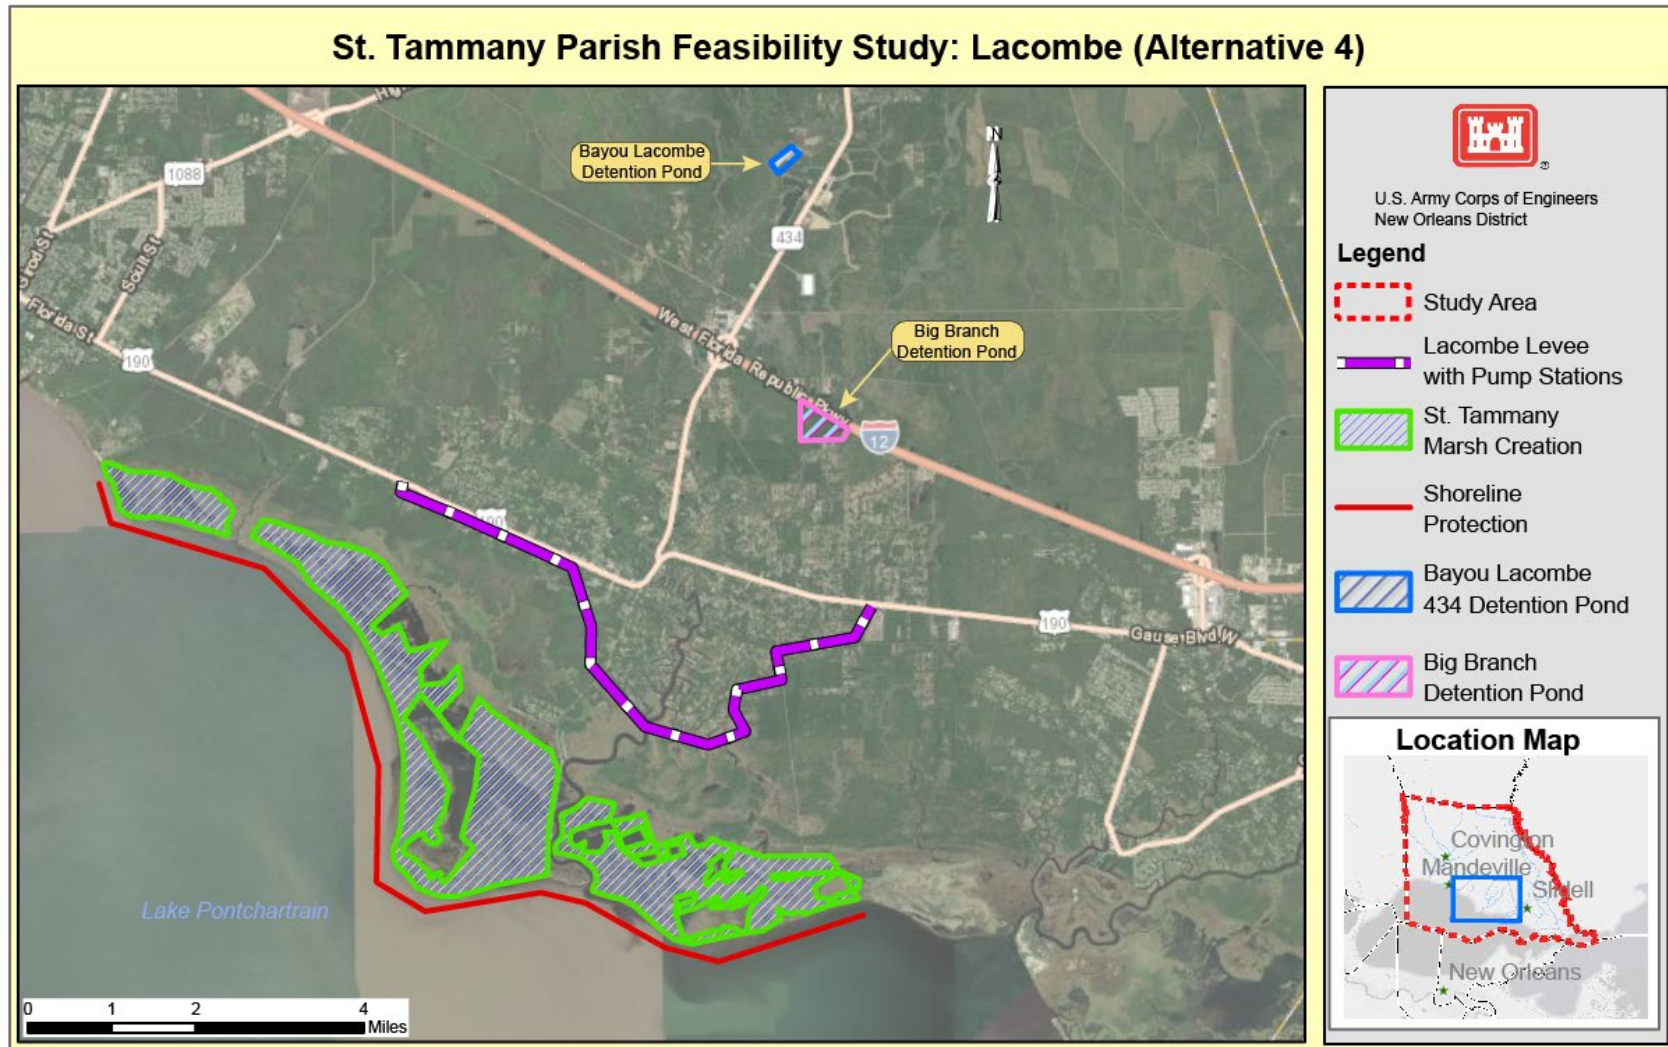 St. Tammany Parish Feasibility Study: Lacombe (Alternative 4)
1088
Bayou Lacombe
Detention Pond
N
434
Florida St
190
West Florida Republic Pkwy
Big Branch
Detention Pond
12
190
190
Gause Blvd W
Lake Pontchartrain
0 1 2 4
Miles
®
U.S. Army Corps of Engineers
New Orleans District
Legend
Study Area
Lacombe Levee
with Pump Stations
St. Tammany
Marsh Creation
Shoreline
Protection
Bayou Lacombe
434 Detention Pond
Big Branch
Detention Pond
Location Map
Covington
Mandeville
Slidell
New Orleans